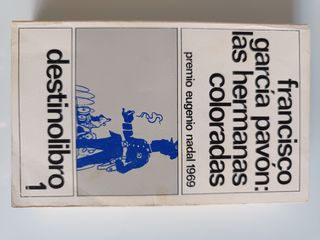 francisco
garcía pavón:
las hermanas
coloradas
premio eugenio nadal 1969
destinolibro
1